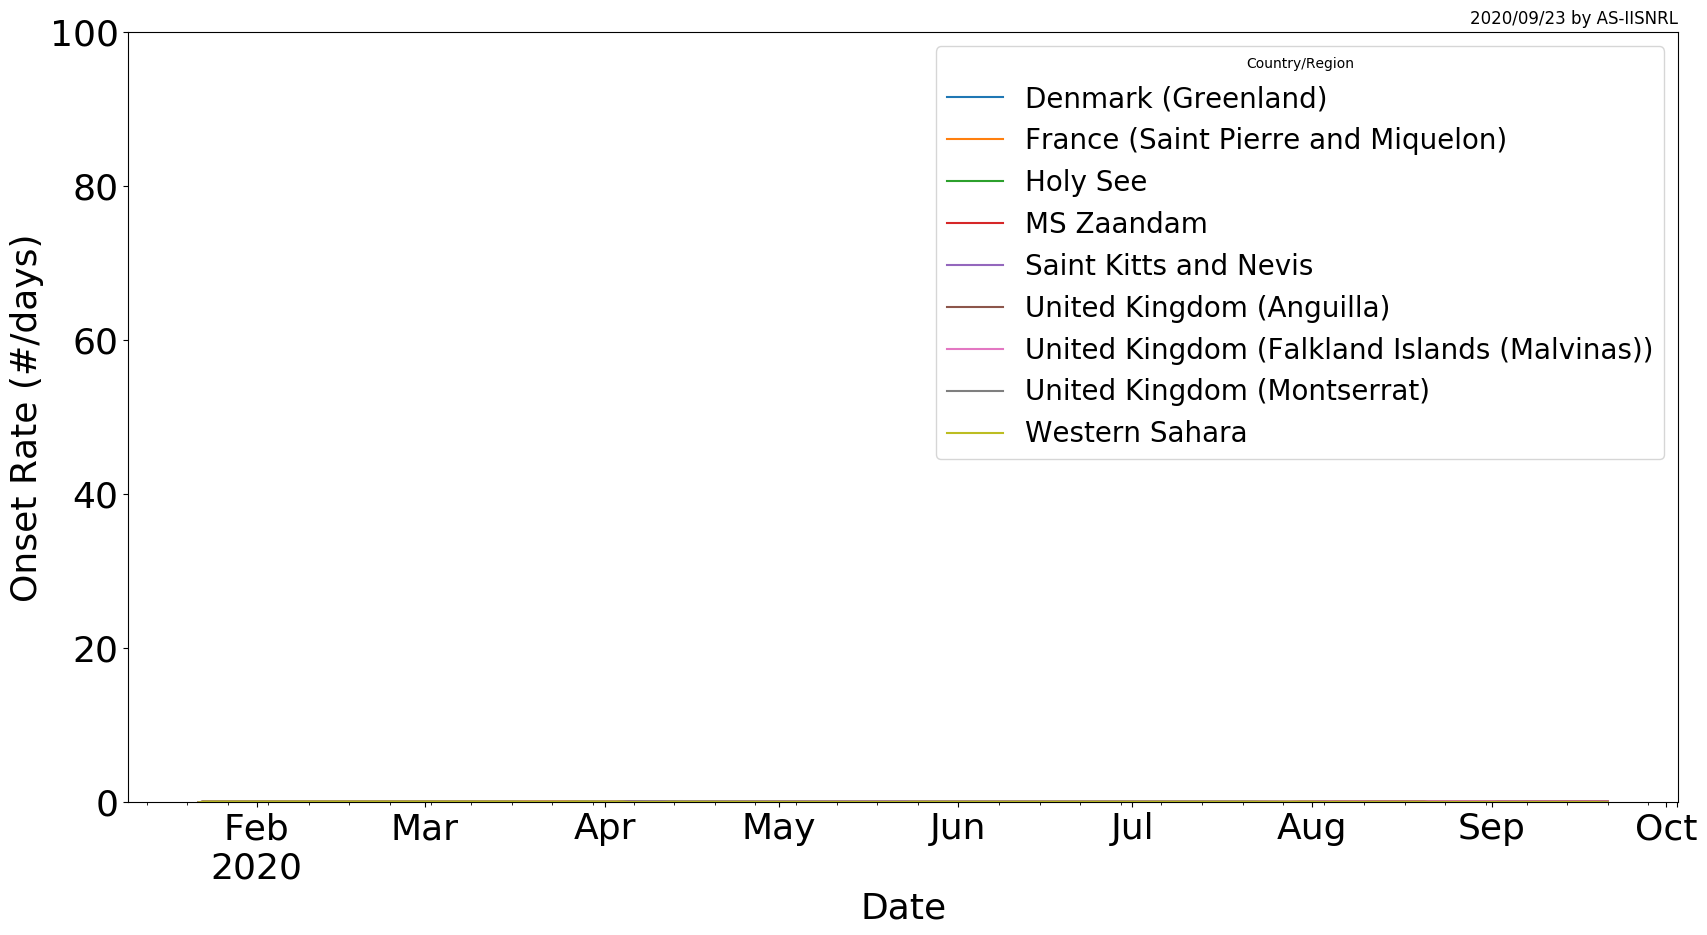 2020/09/23 by AS-IISNRL
100
80
60
40
20
0
Onset Rate (#/days)
Country/Region
Denmark (Greenland)
France (Saint Pierre and Miquelon)
Holy See
MS Zaandam
Saint Kitts and Nevis
United Kingdom (Anguilla)
United Kingdom (Falkland Islands (Malvinas))
United Kingdom (Montserrat)
Western Sahara
Feb Mar Apr May Jun Jul Aug Sep Oct
2020
Date